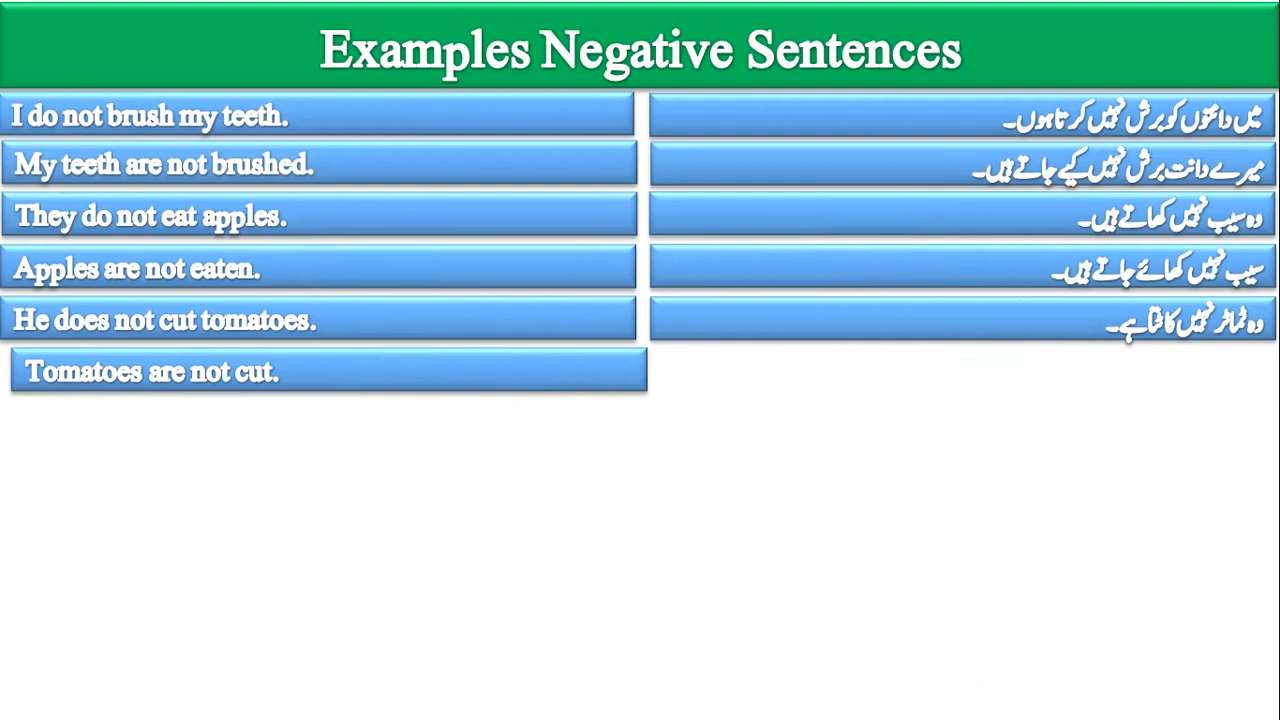 Examples Negative Sentences
I do not brush my teeth.
میں دانتوں کو برش نہیں کرتا ہوں۔
My teeth are not brushed.
میرے دانت برش نہیں کیے جاتے ہیں۔
They do not eat apples.
وہ سیب نہیں کھاتے ہیں۔
Apples are not eaten.
سیب نہیں کھائے جاتے ہیں۔
He does not cut tomatoes.
وہ ٹماٹر نہیں کاٹتا ہے۔
Tomatoes are not cut.